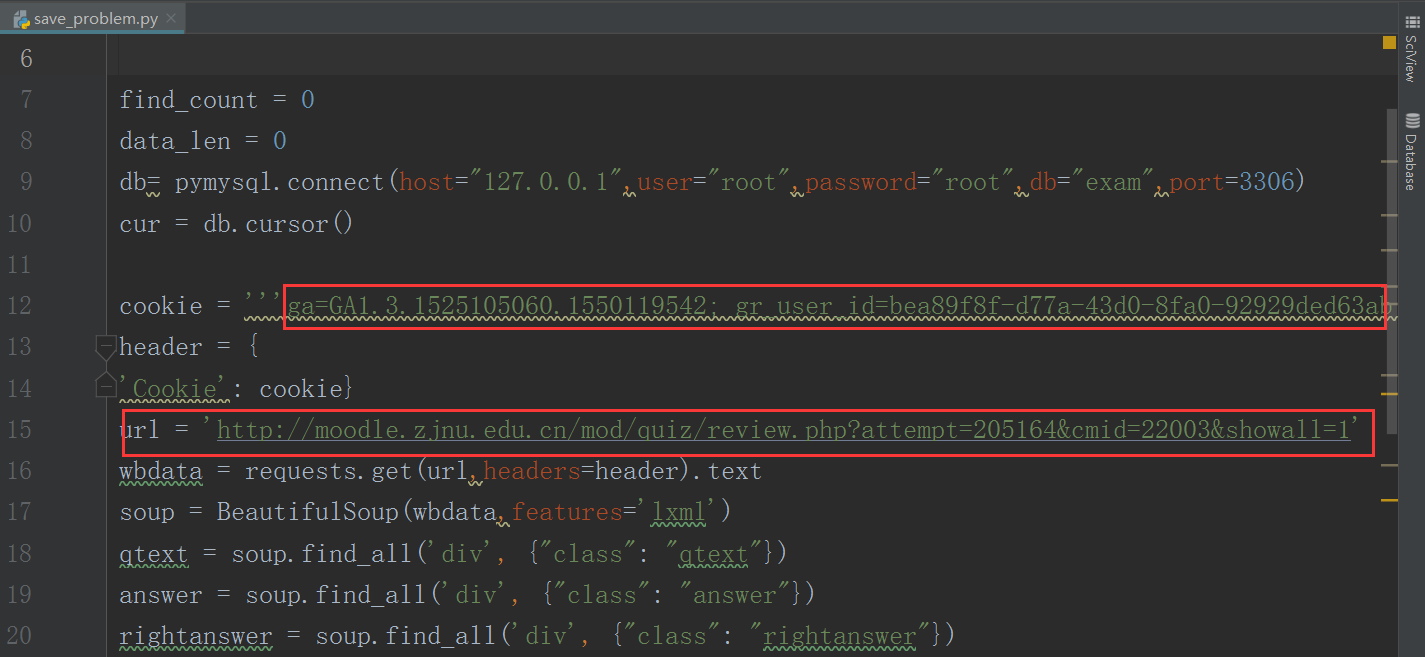 save_problem.py
6
7 find_count = 0
8 data_len = 0
9 db= pymysql.connect(host="127.0.0.1",user="root",password="root",db="exam",port=3306)
10 cur = db.cursor()
11
12 cookie = '''ga=GA1.3.1525105060.1550119542; gr_user_id=bea89f8f-d77a-43d0-8fa0-92929ded63ab
13 header = {
14 'Cookie': cookie}
15 url = 'http://moodle.zjnu.edu.cn/mod/quiz/review.php?attempt=205164&cmid=22003&showall=1'
16 wbdata = requests.get(url,headers=header).text
17 soup = BeautifulSoup(wbdata,features='lxml')
18 qtext = soup.find_all('div', {"class": "qtext"})
19 answer = soup.find_all('div', {"class": "answer"})
20 rightanswer = soup.find_all('div', {"class": "rightanswer"})
SciView
Database